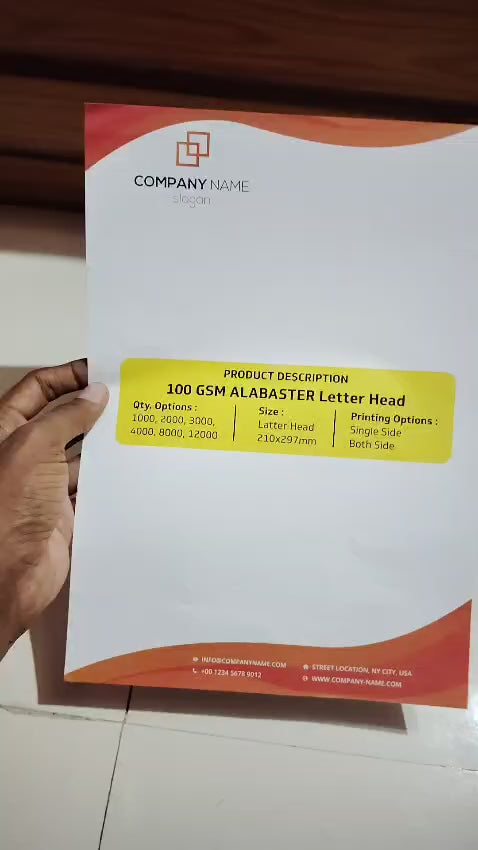 COMPANY NAME
slogan
PRODUCT DESCRIPTION
100 GSM ALABASTER Letter Head
Qty. Options :
1000, 2000, 3000,
4000, 8000, 12000
Size :
Latter Head
210x297mm
Printing Options :
Single Side
Both Side
INFO@COMPANYNAME.COM
+00 1234 5678 9012
STREET LOCATION, NY CITY, USA
WWW.COMPANY-NAME.COM